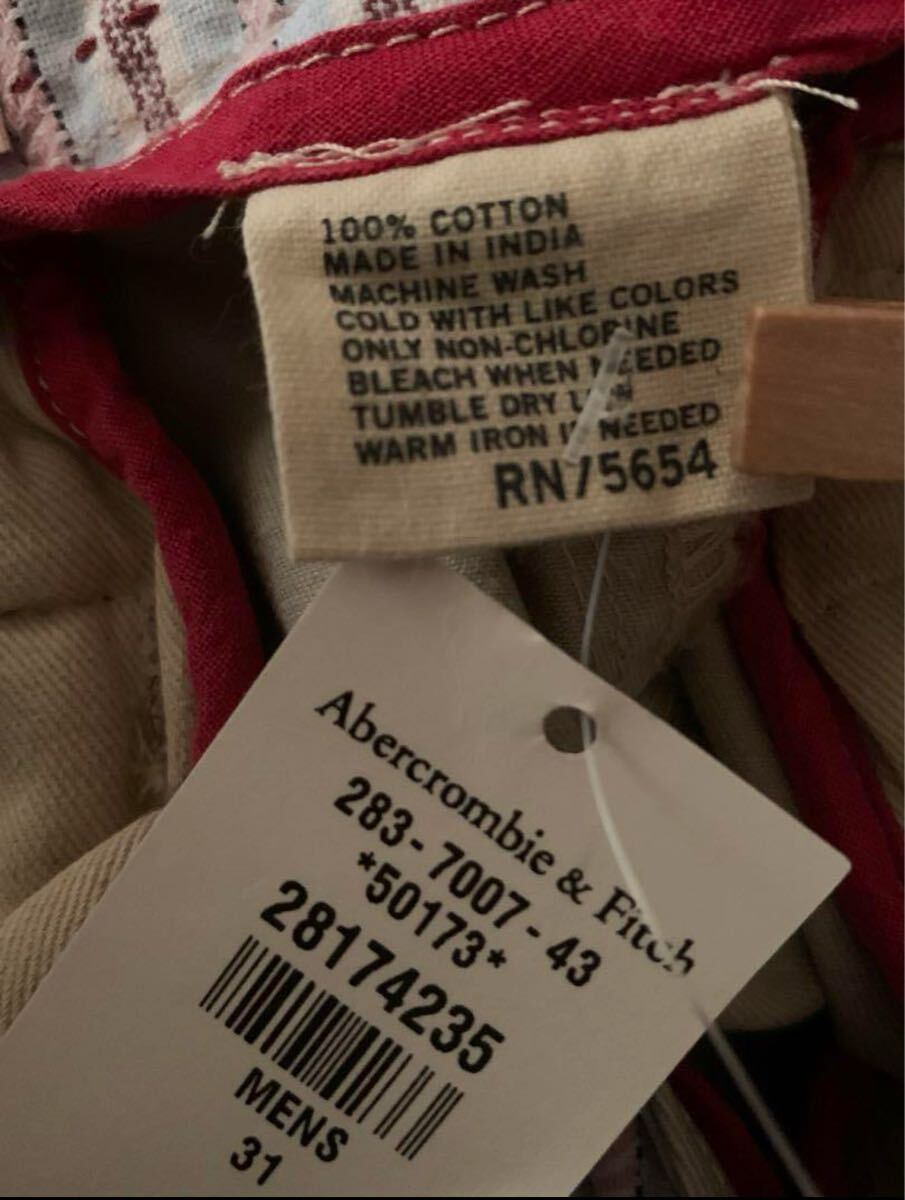 100% COTTON
MADE IN INDIA
MACHINE WASH
COLD WITH LIKE COLORS
ONLY NON-CHLORINE
BLEACH WHEN NEEDED
TUMBLE DRY
WARM IRON IF NEEDED
RN75654
Abercrombie & Fitch
283-7007-43
*50173*
28174235
MENS
31